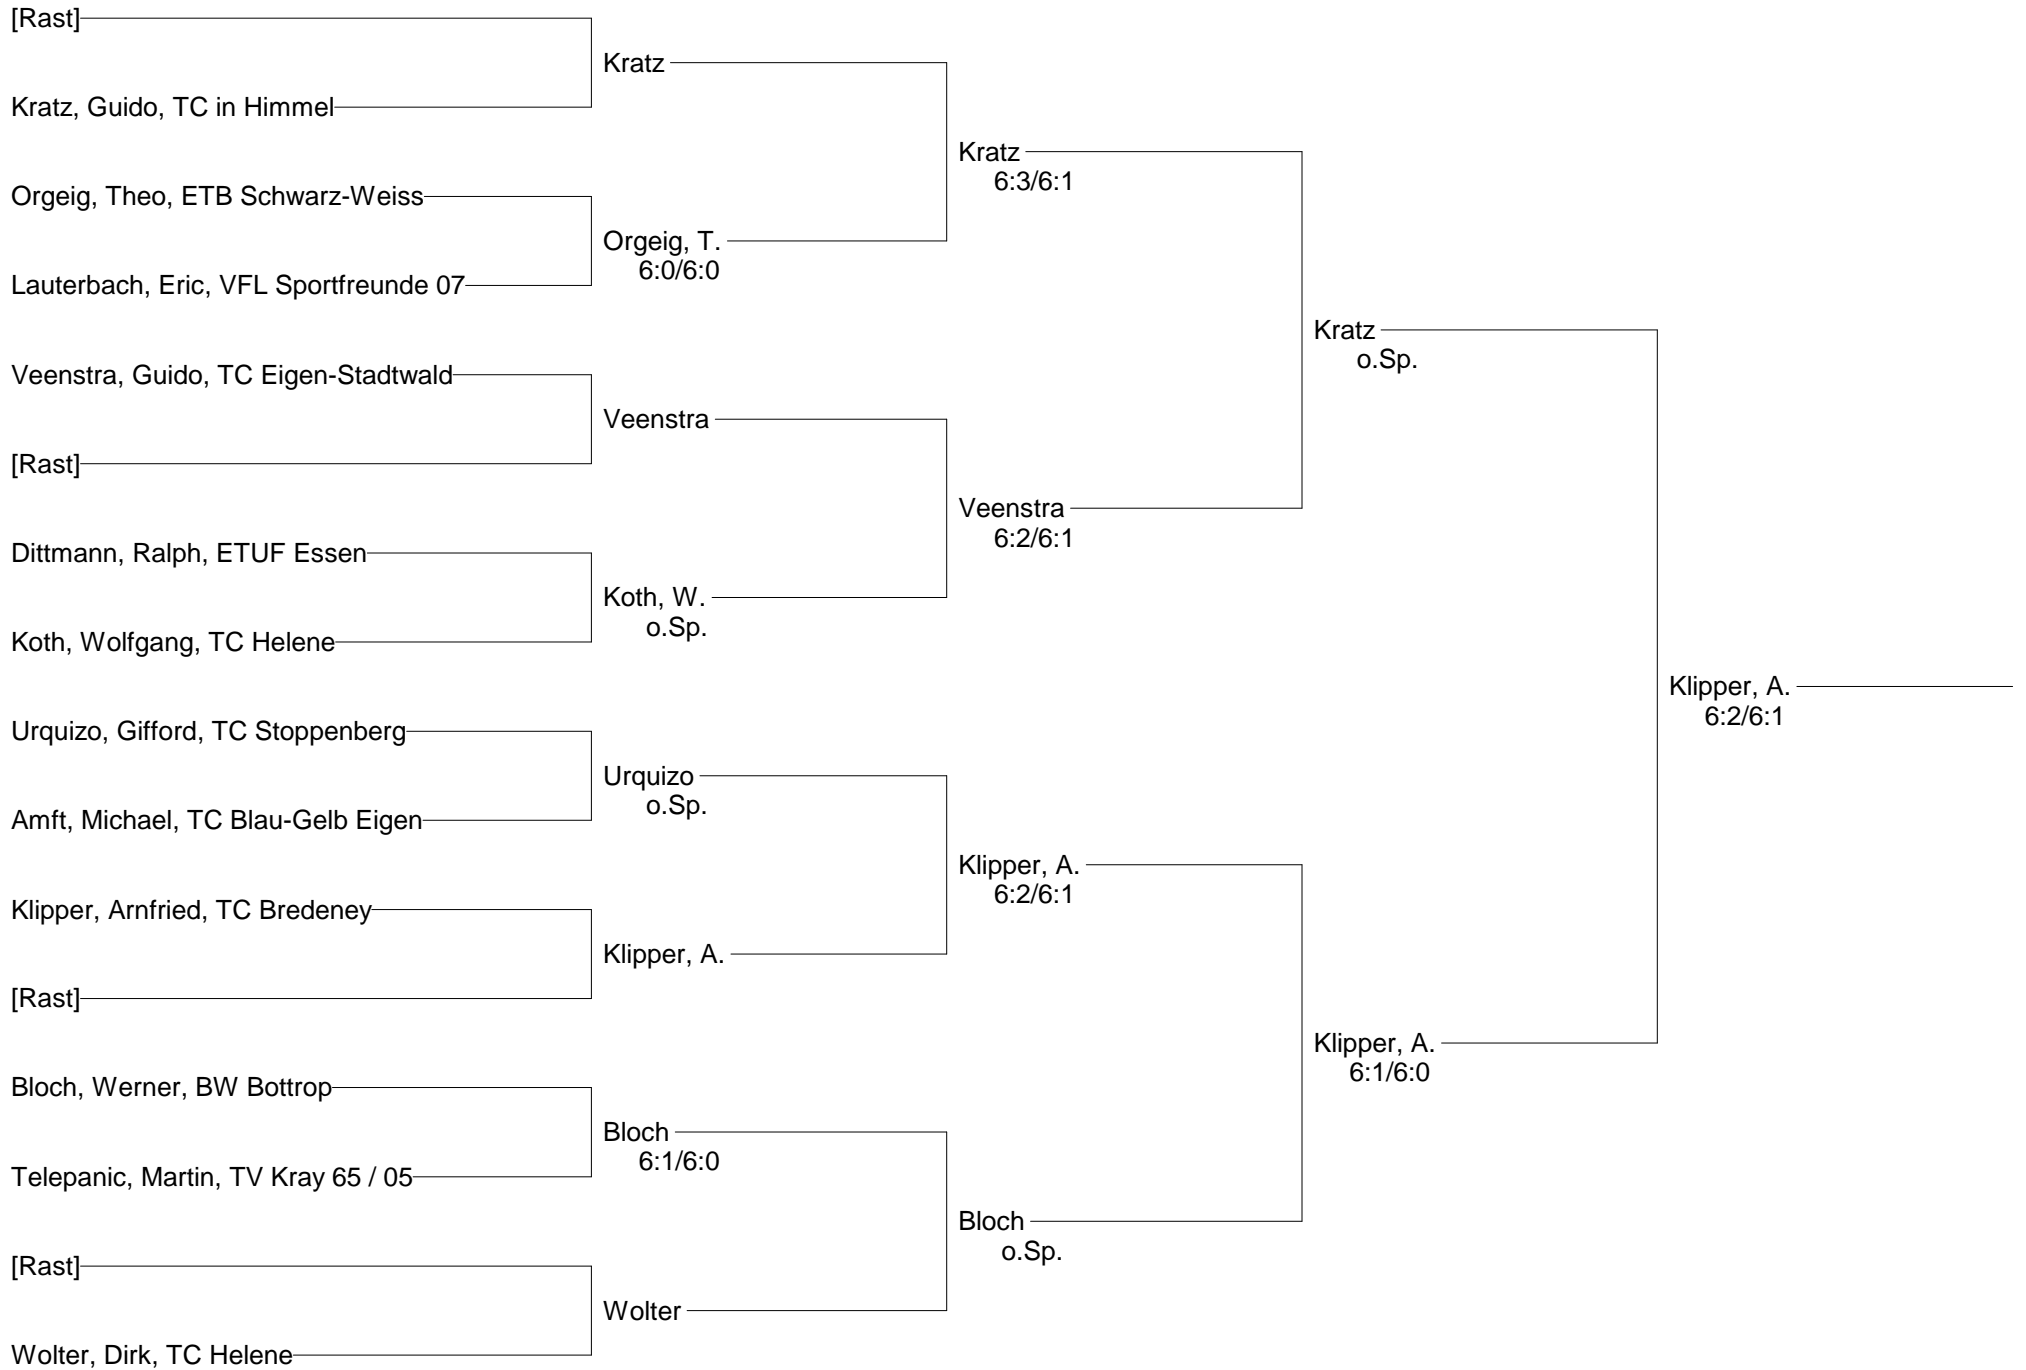 [Rast]
Kratz
Kratz, Guido, TC in Himmel
Kratz
6:3/6:1
Orgeig, Theo, ETB Schwarz-Weiss
Orgeig, T.
6:0/6:0
Lauterbach, Eric, VFL Sportfreunde 07
Kratz
o.Sp.
Veenstra, Guido, TC Eigen-Stadtwald
Veenstra
[Rast]
Veenstra
6:2/6:1
Dittmann, Ralph, ETUF Essen
Koth, W.
o.Sp.
Koth, Wolfgang, TC Helene
Klipper, A.
6:2/6:1
Urquizo, Gifford, TC Stoppenberg
Urquizo
o.Sp.
Amft, Michael, TC Blau-Gelb Eigen
Klipper, A.
6:2/6:1
Klipper, Arnfried, TC Bredeney
Klipper, A.
[Rast]
Klipper, A.
6:1/6:0
Bloch, Werner, BW Bottrop
Bloch
6:1/6:0
Telepanic, Martin, TV Kray 65 / 05
Bloch
o.Sp.
[Rast]
Wolter
Wolter, Dirk, TC Helene